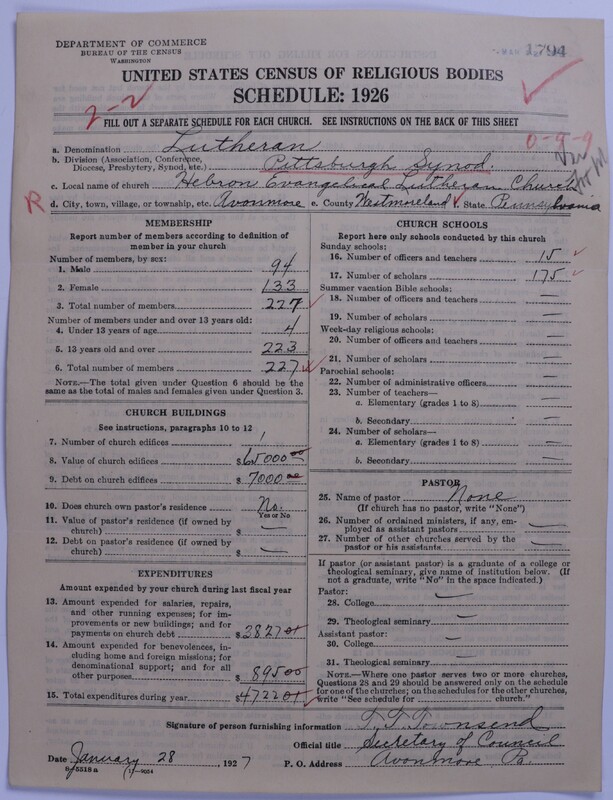 DEPARTMENT OF COMMERCE
BUREAU OF THE CENSUS
WASHINGTON
1794
UNITED STATES CENSUS OF RELIGIOUS BODIES
SCHEDULE: 1926
2-2
FILL OUT A SEPARATE SCHEDULE FOR EACH CHURCH. SEE INSTRUCTIONS ON THE BACK OF THIS SHEET
0-9-9
a. Denomination Lutheran
b. Division (Association, Conference, Diocese, Presbytery, Synod, etc.) Pittsburgh Synod.
c. Local name of church Hebron Evangelical Lutheran Church
R d. City, town, village, or township, etc. Avonmore e. County Westmoreland f. State Pennsylvania
MEMBERSHIP
Report number of members according to definition of member in your church
Number of members, by sex:
1. Male 94
2. Female 133
3. Total number of members 227
Number of members under and over 13 years old:
4. Under 13 years of age 4
5. 13 years old and over 223
6. Total number of members 227
NOTE.—The total given under Question 6 should be the same as the total of males and females given under Question 3.
CHURCH BUILDINGS
See instructions, paragraphs 10 to 12
7. Number of church edifices 1
8. Value of church edifices $65000 00
9. Debt on church edifices $7000 00
10. Does church own pastor's residence No.
Yes or No
11. Value of pastor's residence (if owned by church) $ —
12. Debt on pastor's residence (if owned by church) $ —
EXPENDITURES
Amount expended by your church during last fiscal year
13. Amount expended for salaries, repairs, and other running expenses; for improvements or new buildings; and for payments on church debt $3827 01
14. Amount expended for benevolences, including home and foreign missions; for denominational support; and for all other purposes $895 00
15. Total expenditures during year $4722 01
CHURCH SCHOOLS
Report here only schools conducted by this church
Sunday schools:
16. Number of officers and teachers 15
17. Number of scholars 175
Summer vacation Bible schools:
18. Number of officers and teachers —
19. Number of scholars —
Week-day religious schools:
20. Number of officers and teachers —
21. Number of scholars —
Parochial schools:
22. Number of administrative officers —
23. Number of teachers—
a. Elementary (grades 1 to 8) —
b. Secondary —
24. Number of scholars—
a. Elementary (grades 1 to 8) —
b. Secondary —
PASTOR
25. Name of pastor None
(If church has no pastor, write "None")
26. Number of ordained ministers, if any, employed as assistant pastors —
27. Number of other churches served by the pastor or his assistants —
If pastor (or assistant pastor) is a graduate of a college or theological seminary, give name of institution below. (If not a graduate, write "No" in the space indicated.)
Pastor:
28. College —
29. Theological seminary —
Assistant pastor:
30. College —
31. Theological seminary —
NOTE.—Where one pastor serves two or more churches, Questions 28 and 29 should be answered only on the schedule for one of the churches; on the schedules for the other churches, write "See schedule for church."
Signature of person furnishing information T. T. Townsend
Official title Secretary of Council
Date January 28 1927 P. O. Address Avonmore Pa.
8-5518 a